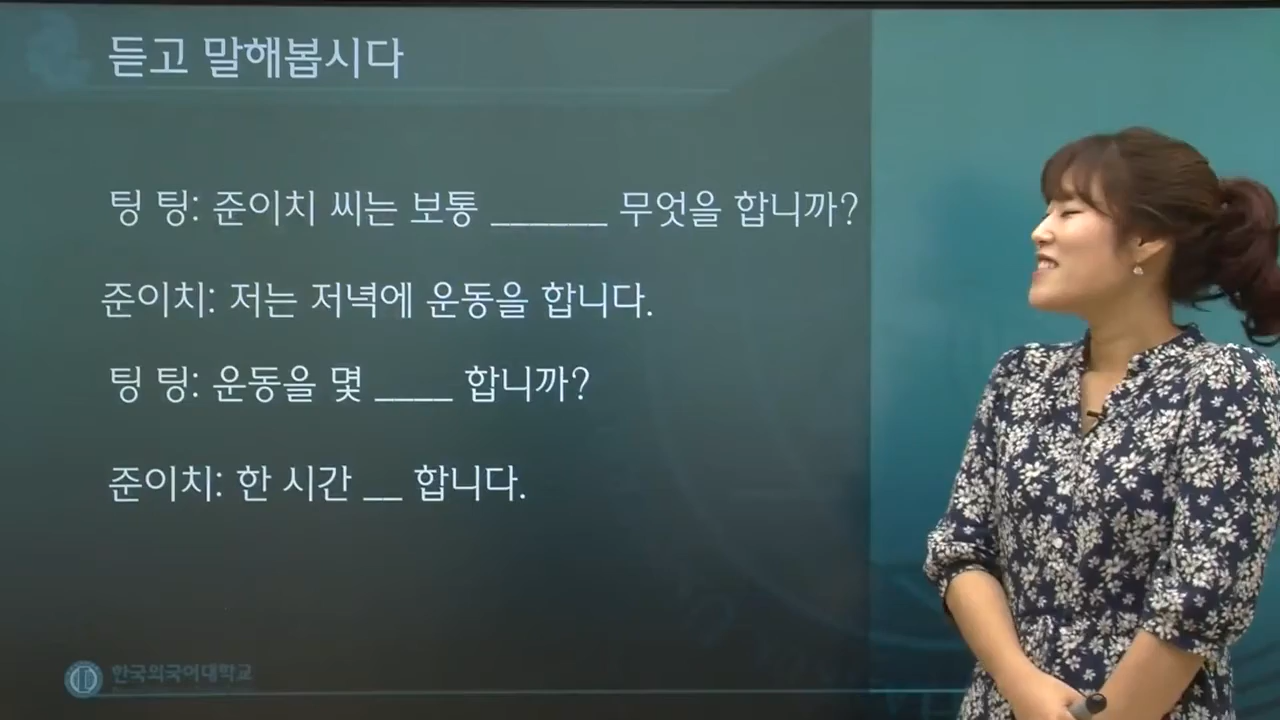 듣고 말해봅시다
팅 팅: 준이치 씨는 보통 ______ 무엇을 합니까?
준이치: 저는 저녁에 운동을 합니다.
팅 팅: 운동을 몇 ____ 합니까?
준이치: 한 시간 __ 합니다.
한국외국어대학교